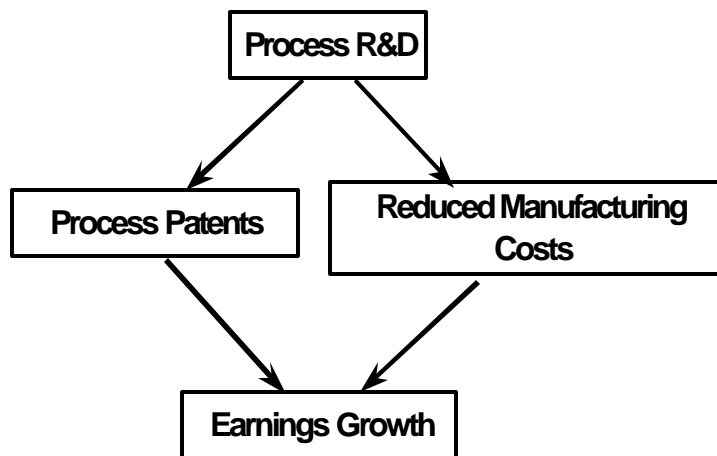 Process R&D
Process Patents
Reduced Manufacturing
Costs
Earnings Growth